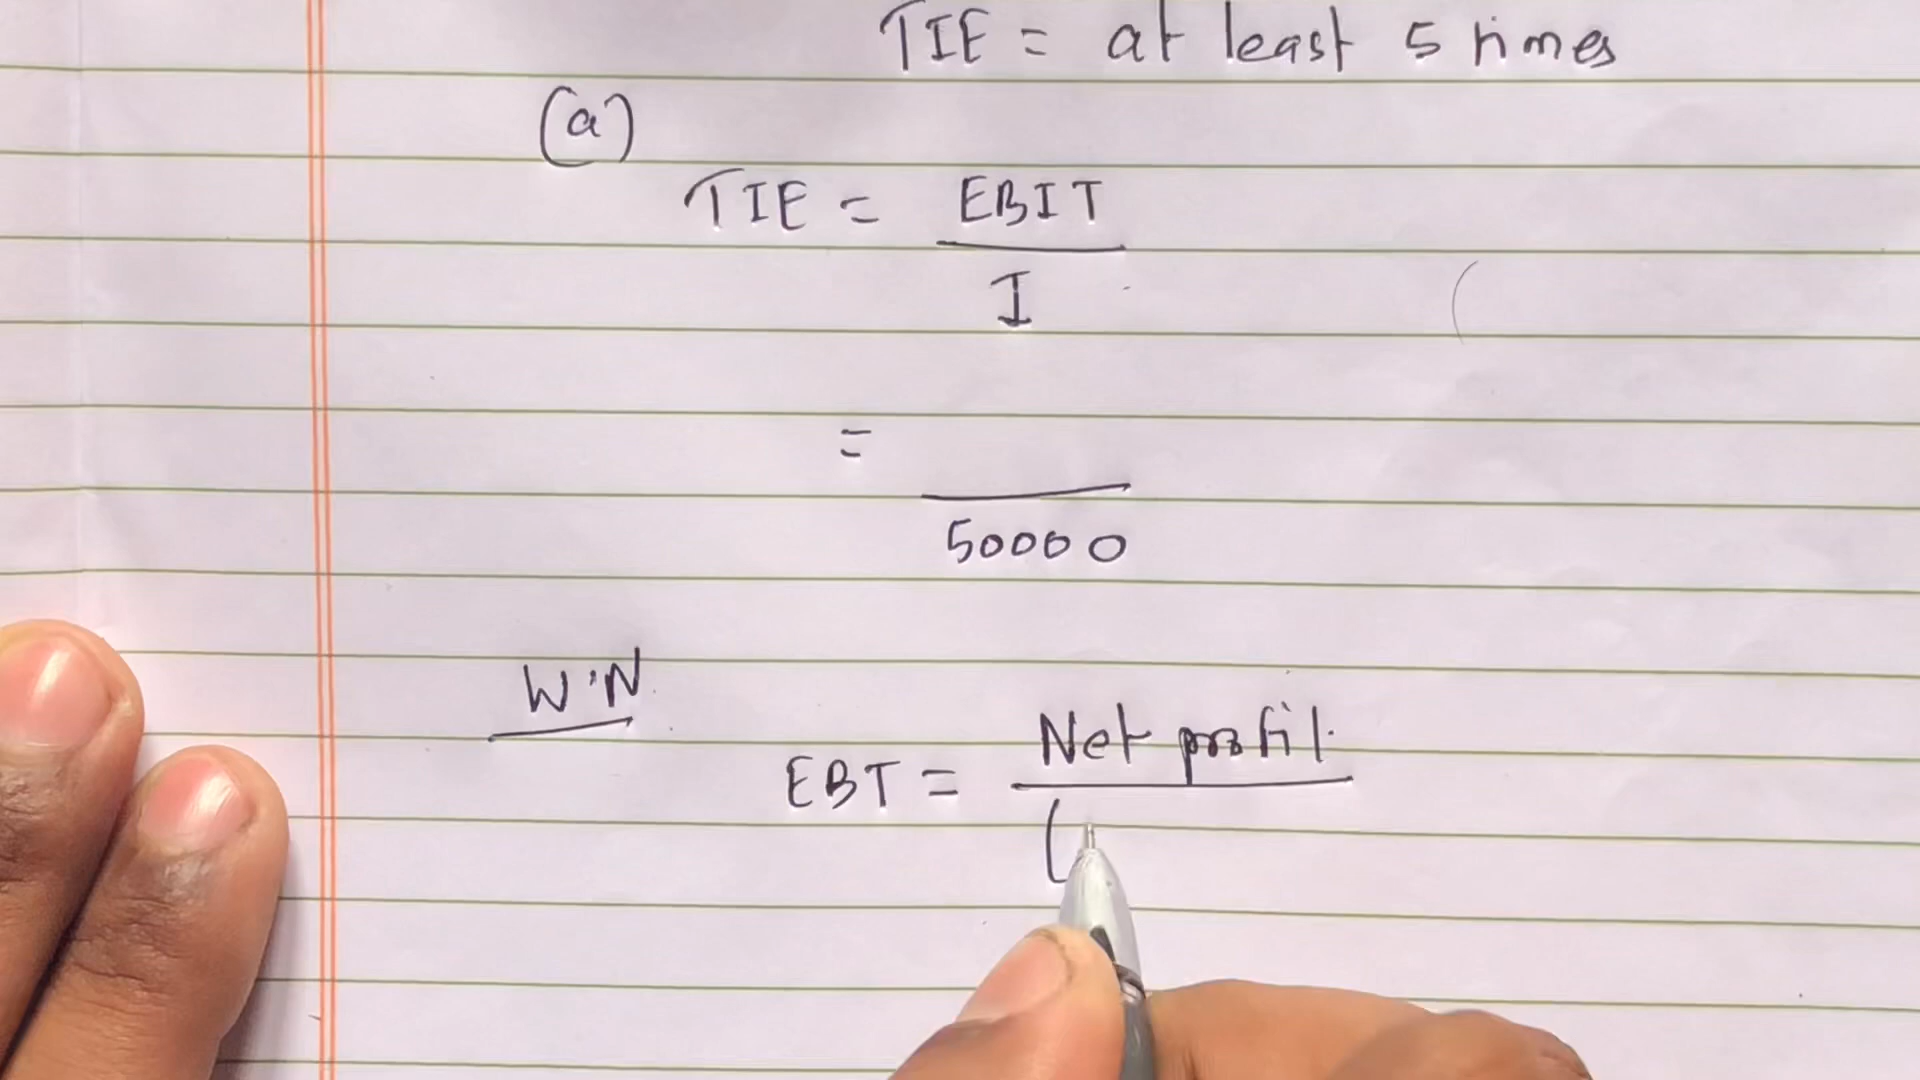 TIE = at least 5 times
(a)
TIE = EBIT
I
=
50000
W.N
EBT = Net profit
(